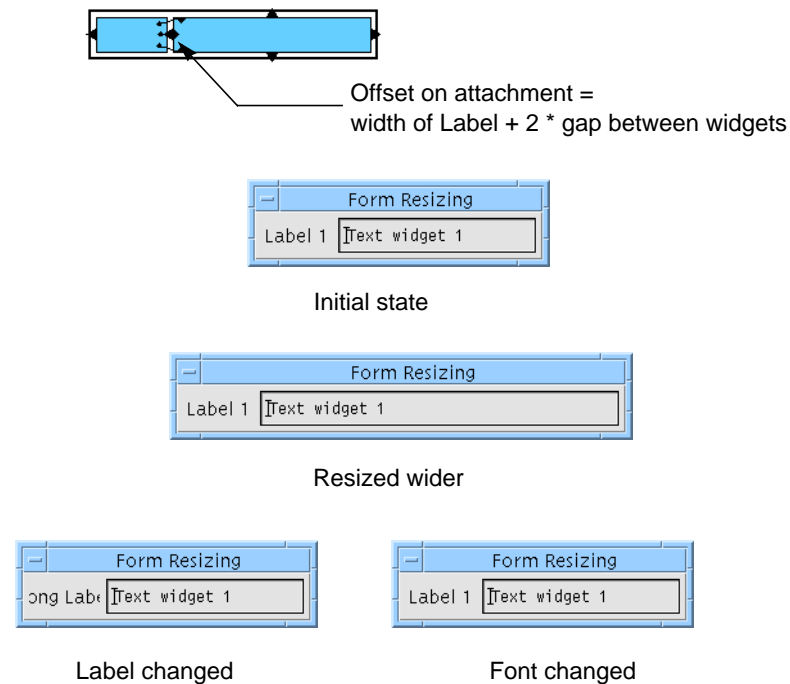 Offset on attachment =
width of Label + 2 * gap between widgets
Form Resizing
Label 1 Text widget 1
Initial state
Form Resizing
Label 1 Text widget 1
Resized wider
Form Resizing
ong Labe Text widget 1
Label changed
Form Resizing
Label 1 Text widget 1
Font changed